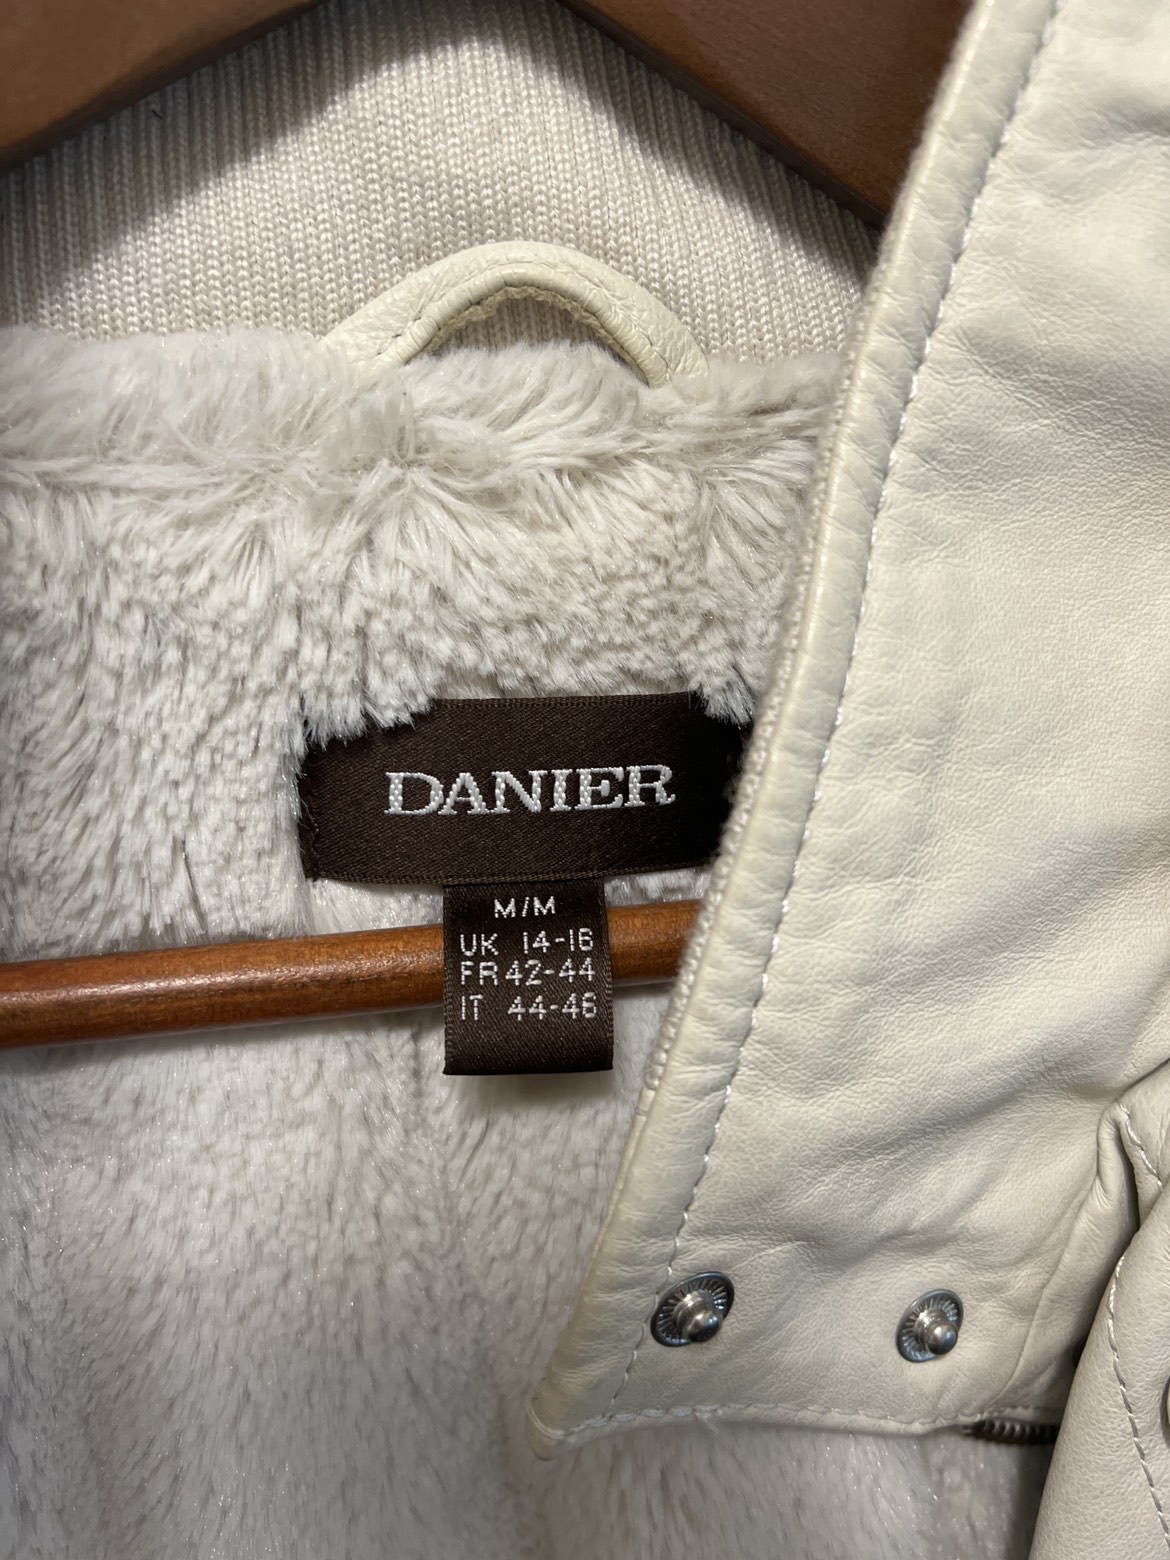 DANIER
M/M
UK 14-16
FR 42-44
IT 44-46